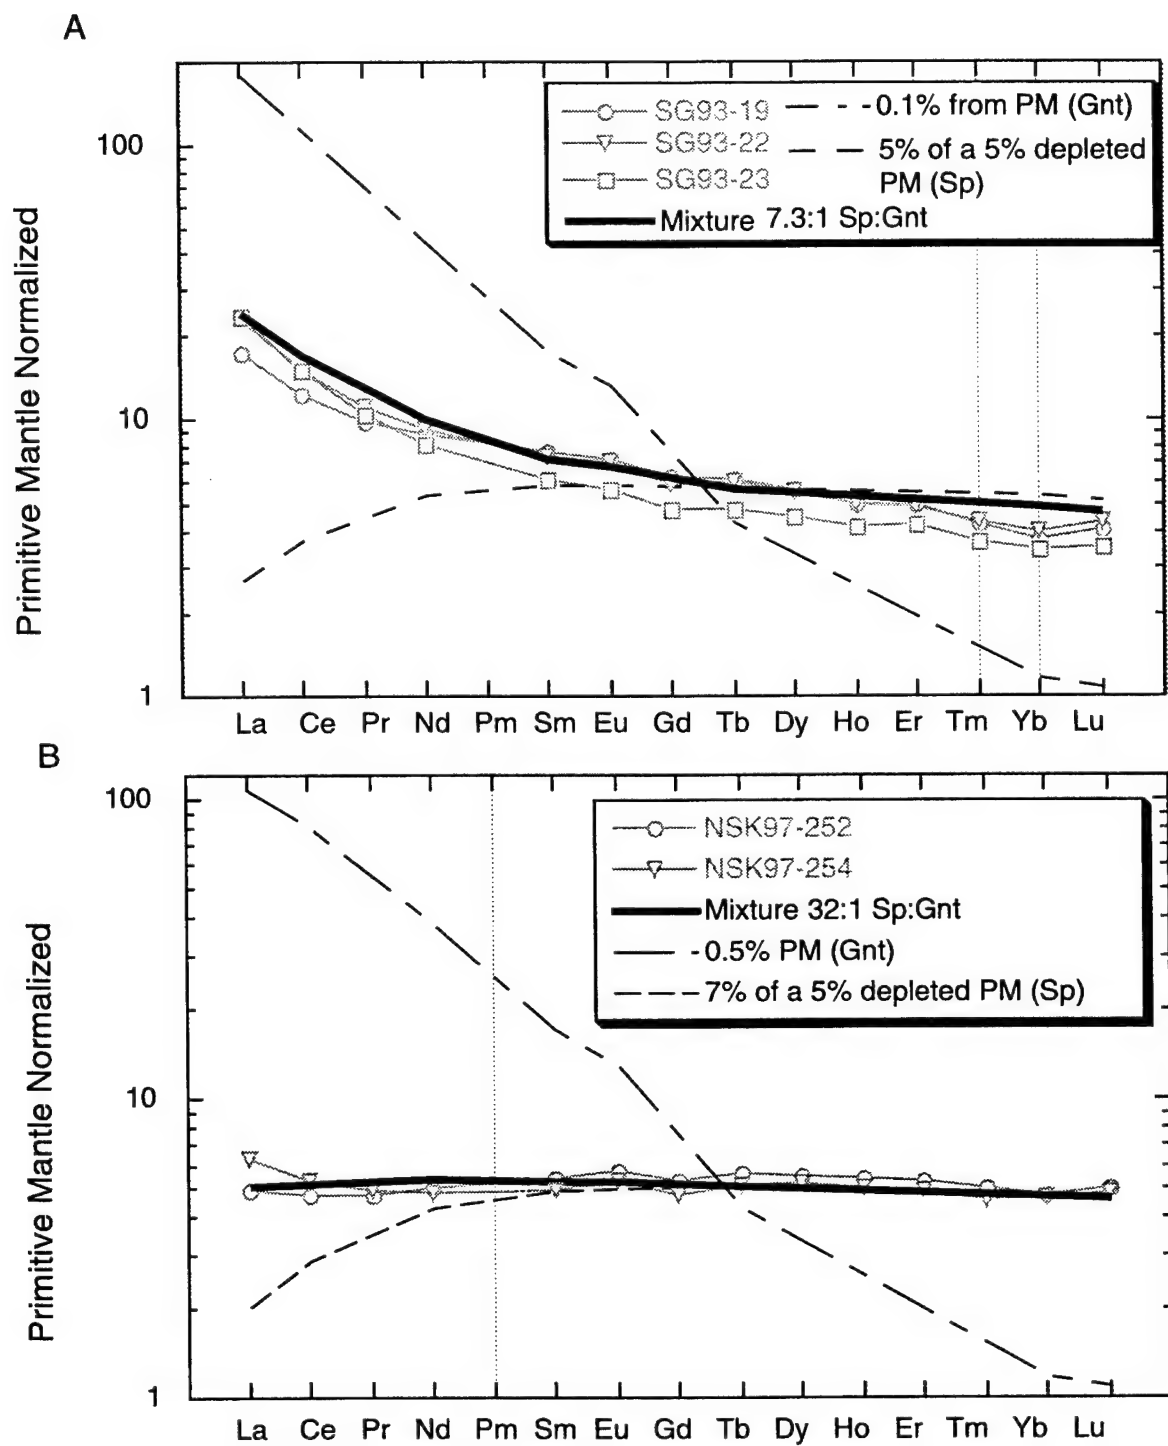 A
Primitive Mantle Normalized
100
10
1
SG93-19
SG93-22
SG93-23
Mixture 7.3:1 Sp:Gnt
0.1% from PM (Gnt)
5% of a 5% depleted
PM (Sp)
La Ce Pr Nd Pm Sm Eu Gd Tb Dy Ho Er Tm Yb Lu
B
Primitive Mantle Normalized
100
10
1
NSK97-252
NSK97-254
Mixture 32:1 Sp:Gnt
0.5% PM (Gnt)
7% of a 5% depleted PM (Sp)
La Ce Pr Nd Pm Sm Eu Gd Tb Dy Ho Er Tm Yb Lu